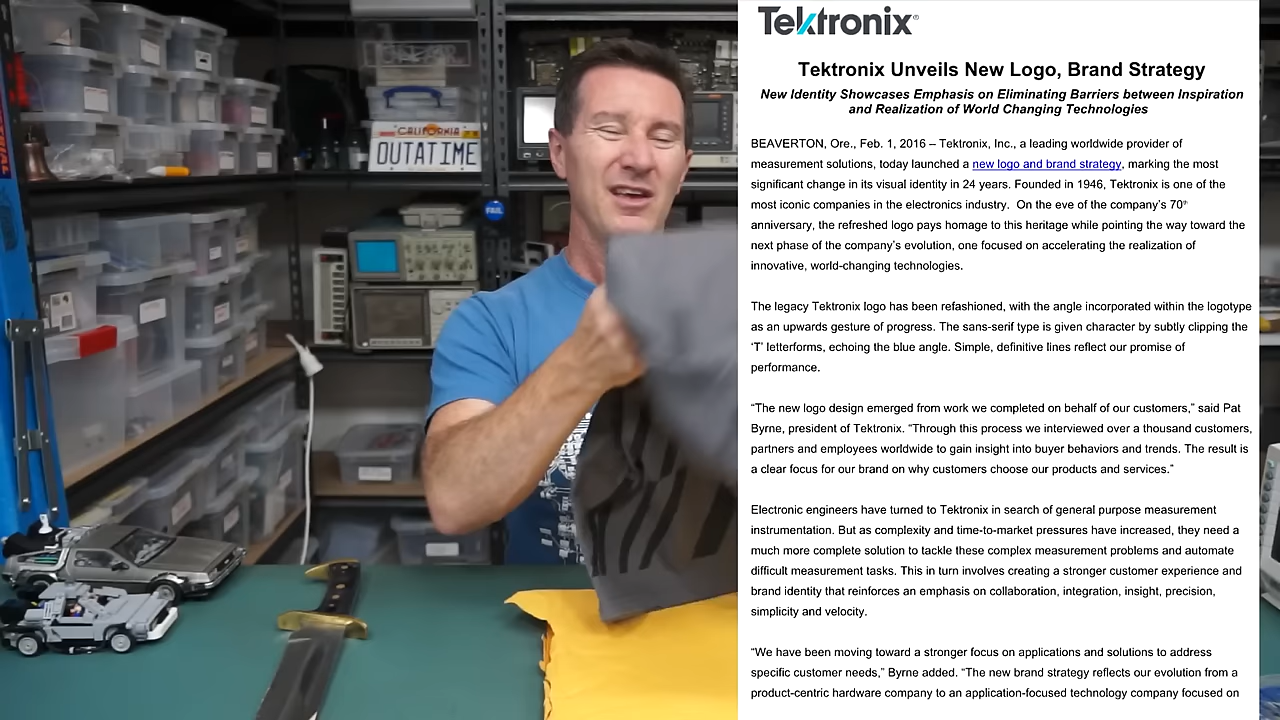 CALIFORNIA
OUTATIME
FAIL
Tektronix®
Tektronix Unveils New Logo, Brand Strategy
New Identity Showcases Emphasis on Eliminating Barriers between Inspiration
and Realization of World Changing Technologies
BEAVERTON, Ore., Feb. 1, 2016 – Tektronix, Inc., a leading worldwide provider of
measurement solutions, today launched a new logo and brand strategy, marking the most
significant change in its visual identity in 24 years. Founded in 1946, Tektronix is one of the
most iconic companies in the electronics industry.  On the eve of the company's 70th
anniversary, the refreshed logo pays homage to this heritage while pointing the way toward the
next phase of the company's evolution, one focused on accelerating the realization of
innovative, world-changing technologies.
The legacy Tektronix logo has been refashioned, with the angle incorporated within the logotype
as an upwards gesture of progress. The sans-serif type is given character by subtly clipping the
'T' letterforms, echoing the blue angle. Simple, definitive lines reflect our promise of
performance.
“The new logo design emerged from work we completed on behalf of our customers,” said Pat
Byrne, president of Tektronix. “Through this process we interviewed over a thousand customers,
partners and employees worldwide to gain insight into buyer behaviors and trends. The result is
a clear focus for our brand on why customers choose our products and services.”
Electronic engineers have turned to Tektronix in search of general purpose measurement
instrumentation. But as complexity and time-to-market pressures have increased, they need a
much more complete solution to tackle these complex measurement problems and automate
difficult measurement tasks. This in turn involves creating a stronger customer experience and
brand identity that reinforces an emphasis on collaboration, integration, insight, precision,
simplicity and velocity.
“We have been moving toward a stronger focus on applications and solutions to address
specific customer needs,” Byrne added. “The new brand strategy reflects our evolution from a
product-centric hardware company to an application-focused technology company focused on